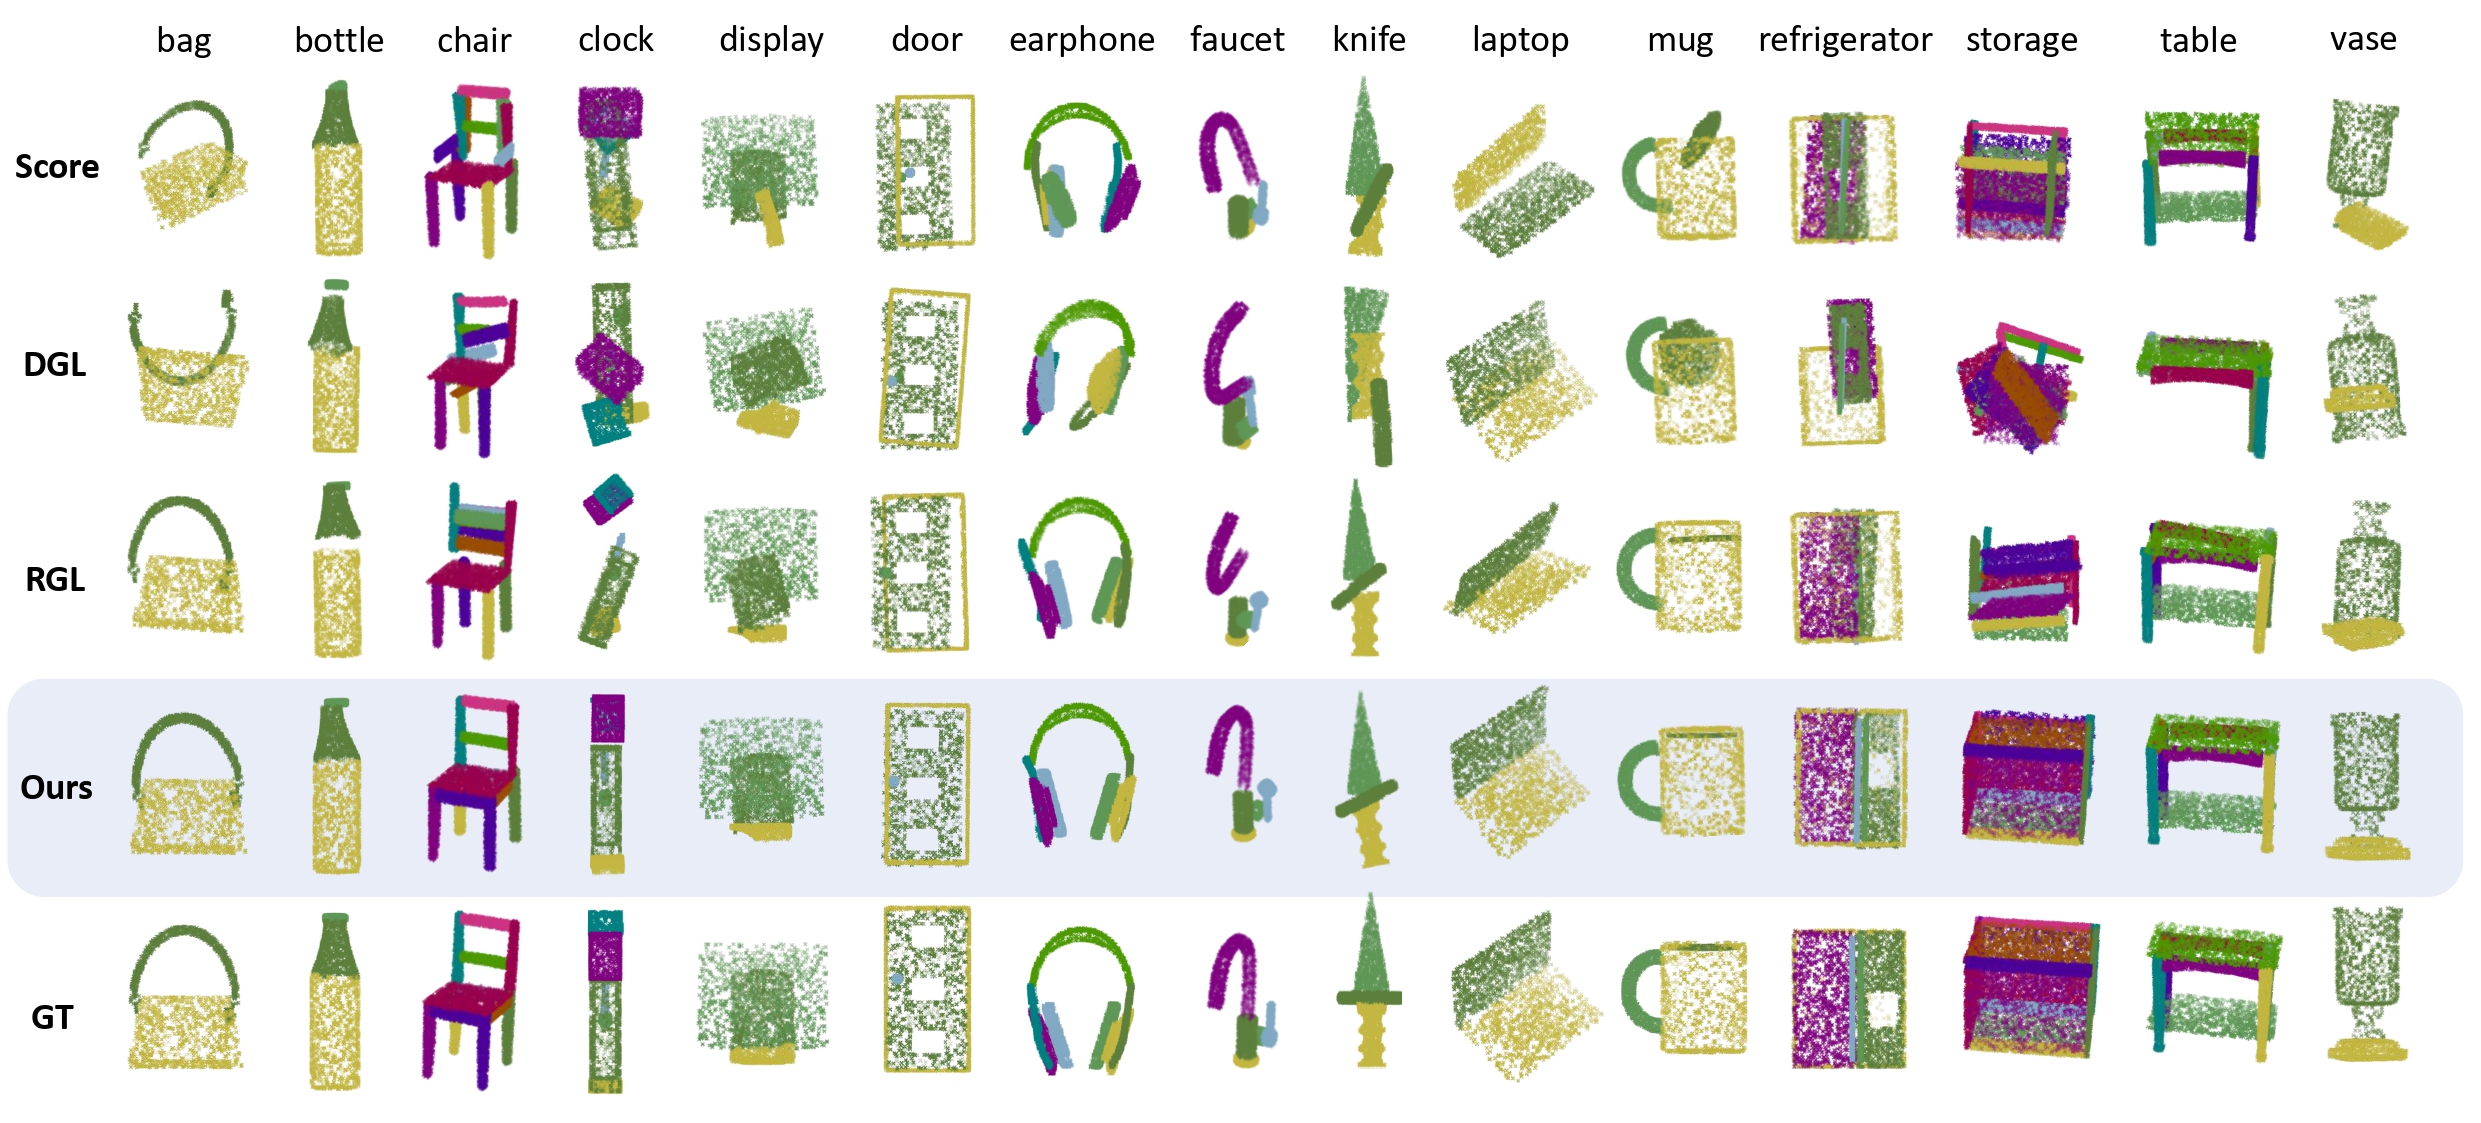 bag bottle chair clock display door earphone faucet knife laptop mug refrigerator storage table vase
Score
DGL
RGL
Ours
GT